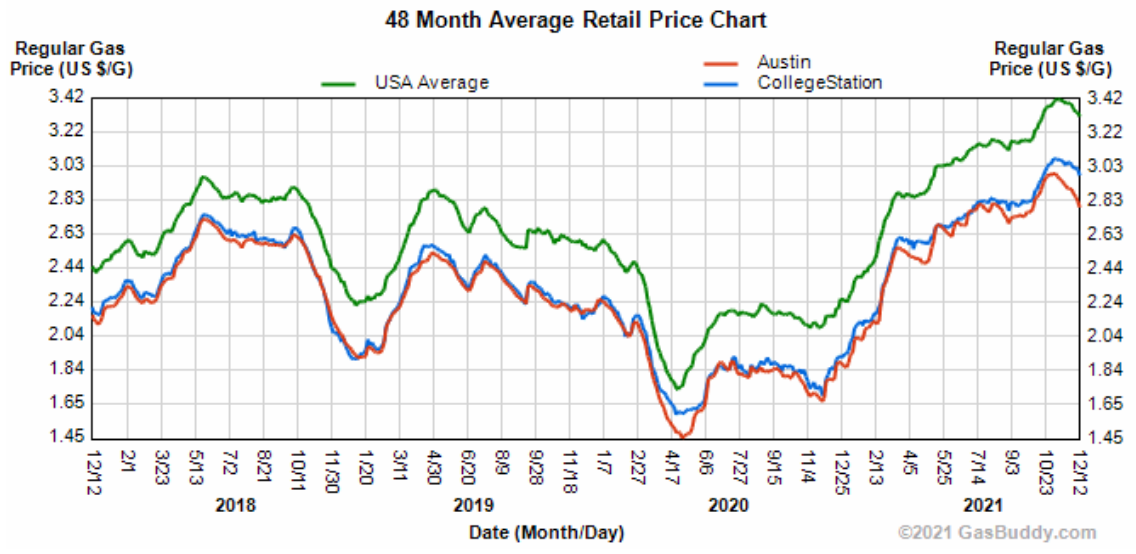 48 Month Average Retail Price Chart
Regular Gas
Price (US $/G)
Regular Gas
Price (US $/G)
USA Average
Austin
CollegeStation
3.42 3.42
3.22 3.22
3.03 3.03
2.83 2.83
2.63 2.63
2.44 2.44
2.24 2.24
2.04 2.04
1.84 1.84
1.65 1.65
1.45 1.45
12/12 2/1 3/23 5/13 7/2 8/21 10/11 11/30 1/20 3/11 4/30 6/20 8/9 9/28 11/18 1/7 2/27 4/17 6/6 7/27 9/15 11/4 12/25 2/13 4/5 5/25 7/14 9/3 10/23 12/12
2018 2019 2020 2021
Date (Month/Day)
©2021 GasBuddy.com